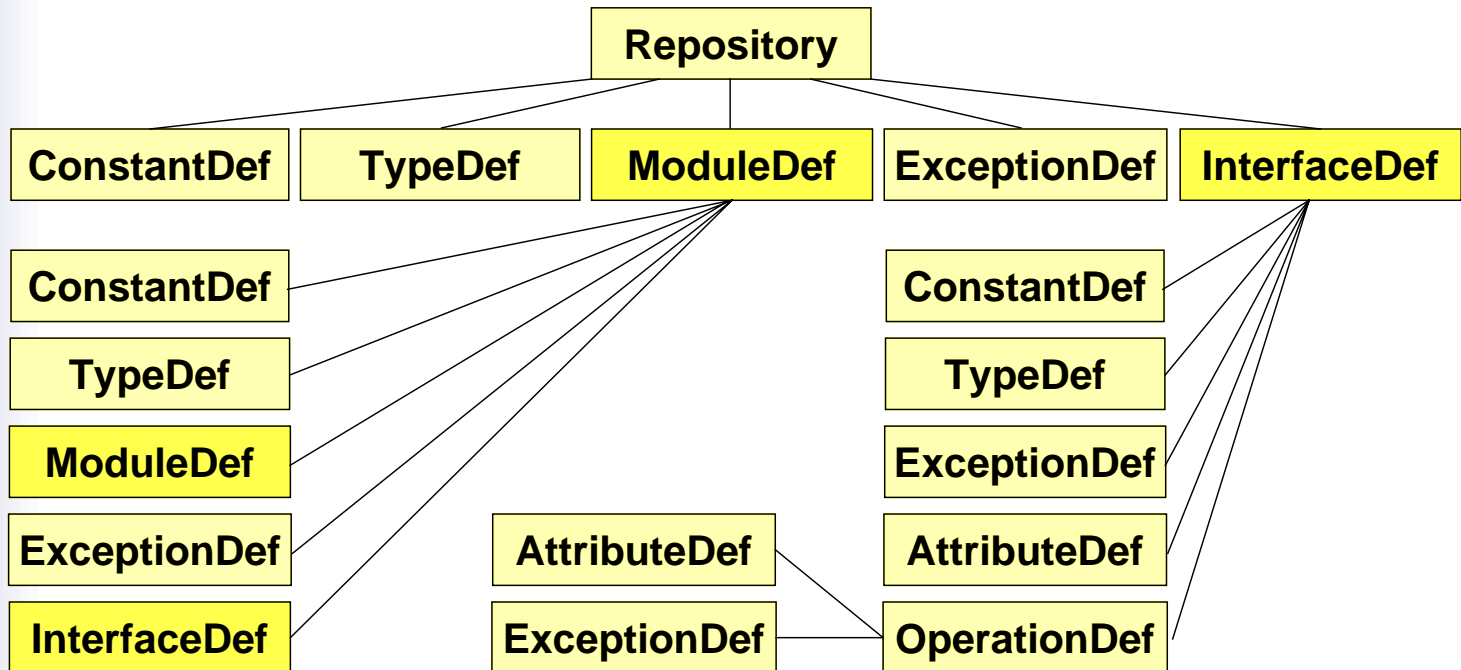 Repository
ConstantDef TypeDef ModuleDef ExceptionDef InterfaceDef
ConstantDef ConstantDef
TypeDef TypeDef
ModuleDef ExceptionDef
ExceptionDef AttributeDef AttributeDef
InterfaceDef ExceptionDef OperationDef